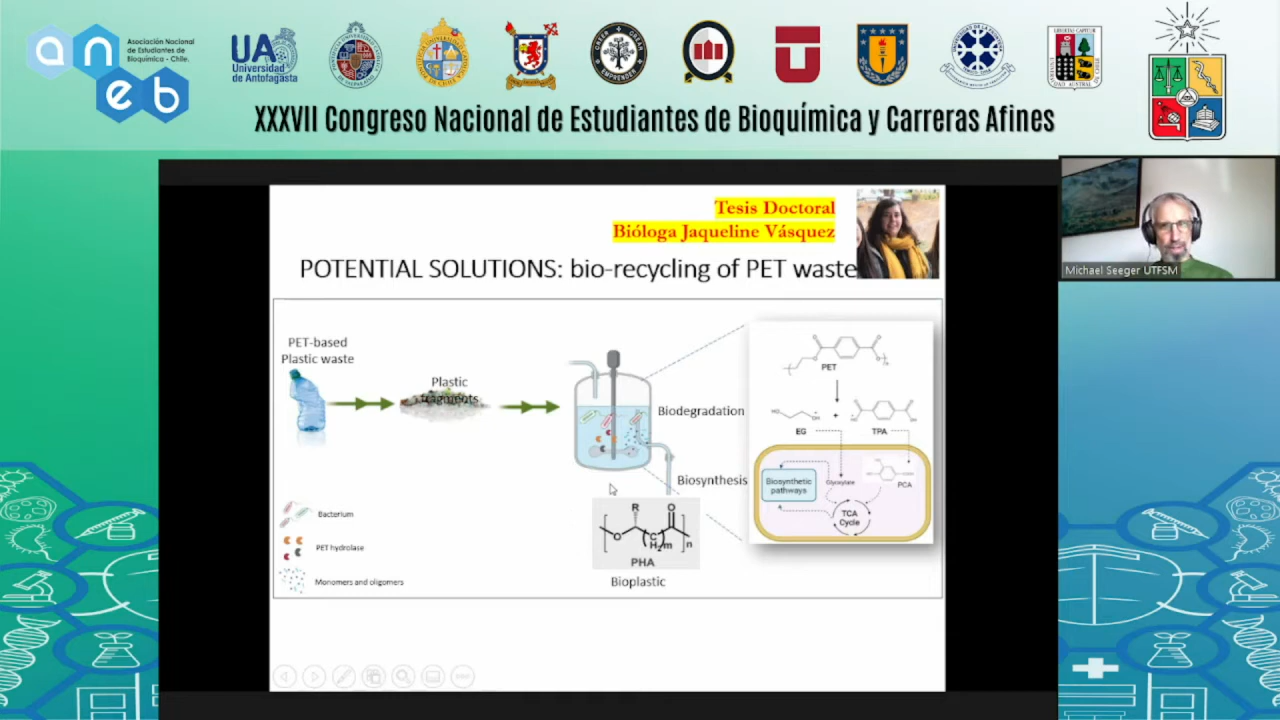 aneb
Asociación Nacional
de Estudiantes de
Bioquímica - Chile.
UA
Universidad
de Antofagasta
XXXVII Congreso Nacional de Estudiantes de Bioquímica y Carreras Afines
Michael Seeger UTFSM
Tesis Doctoral
Bióloga Jaqueline Vásquez
POTENTIAL SOLUTIONS: bio-recycling of PET waste
PET-based
Plastic waste
Plastic
fragments
Biodegradation
Biosynthesis
PET
EG
+
TPA
Biosynthetic
pathways
Glyoxylate
PCA
TCA
Cycle
Bacterium
PET hydrolase
Monomers and oligomers
R
O
O
C
H₂
m
n
PHA
Bioplastic